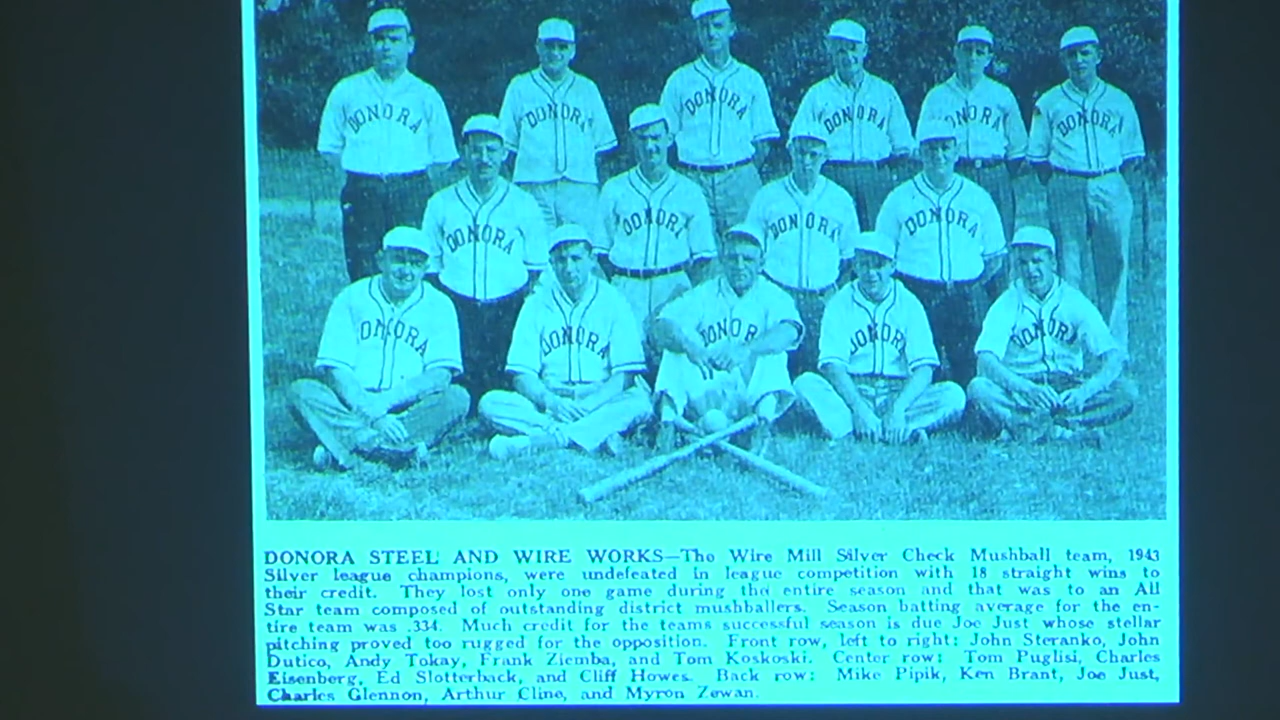 DONORA DONORA DONORA DONORA DONORA DONORA
DONORA DONORA DONORA DONORA
DONORA DONORA DONOR DONORA DONORA
DONORA STEEL AND WIRE WORKS—The Wire Mill Silver Check Mushball team, 1943
Silver league champions, were undefeated in league competition with 18 straight wins to
their credit. They lost only one game during the entire season and that was to an All
Star team composed of outstanding district mushballers. Season batting average for the en-
tire team was .334. Much credit for the teams successful season is due Joe Just whose stellar
pitching proved too rugged for the opposition. Front row, left to right: John Steranko, John
Dutico, Andy Tokay, Frank Ziemba, and Tom Koskoski. Center row: Tom Puglisi, Charles
Eisenberg, Ed Slotterback, and Cliff Howes. Back row: Mike Pipik, Ken Brant, Joe Just,
Charles Glennon, Arthur Cline, and Myron Zewan.